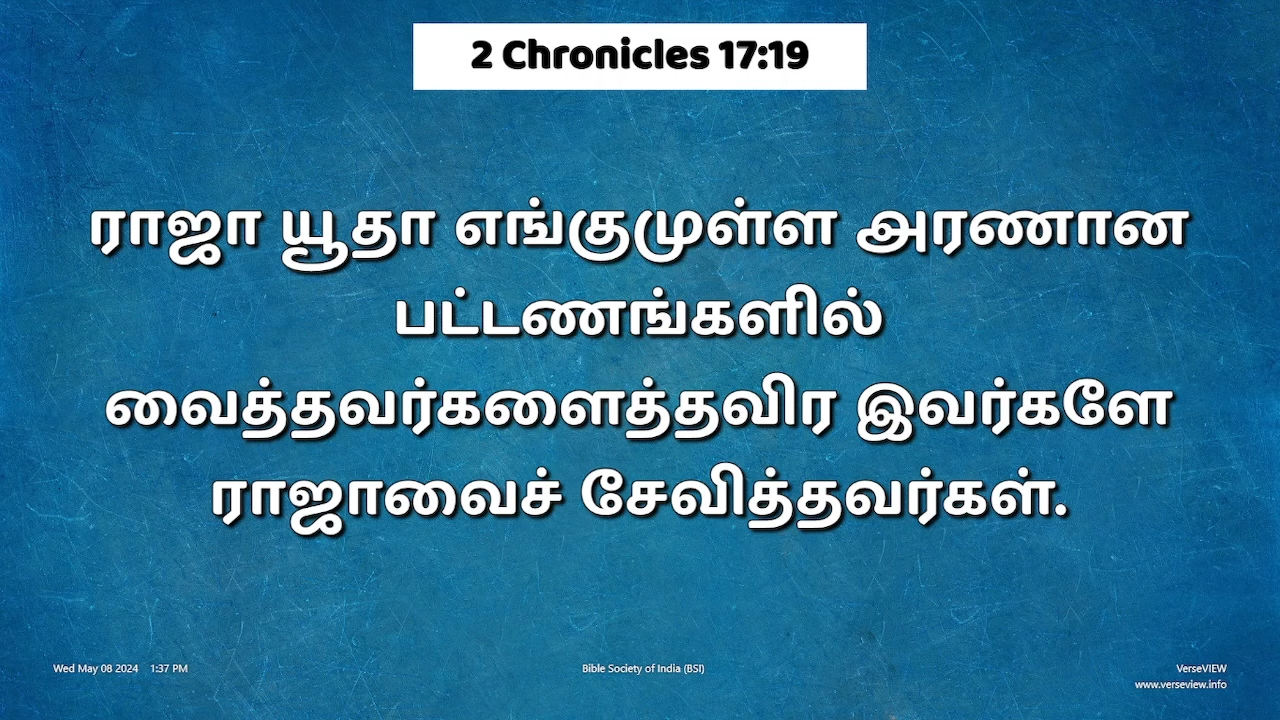 2 Chronicles 17:19
ராஜா யூதா எங்குமுள்ள அரணான
பட்டணங்களில்
வைத்தவர்களைத்தவிர இவர்களே
ராஜாவைச் சேவித்தவர்கள்.
Wed May 08 2024 1:37 PM
Bible Society of India (BSI)
VerseVIEW
www.verseview.info